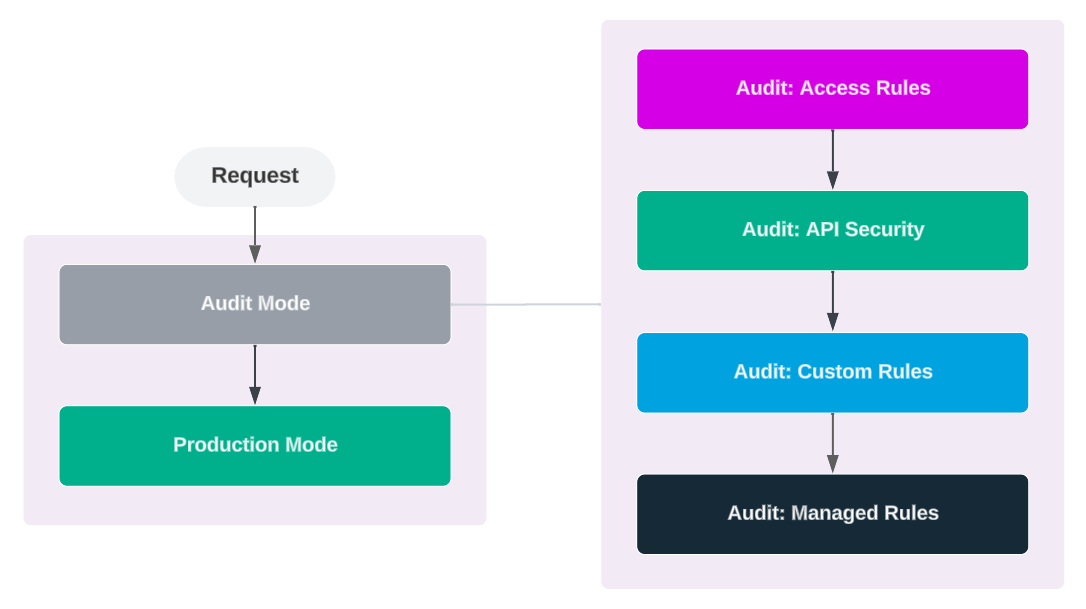 Request
Audit Mode
Production Mode
Audit: Access Rules
Audit: API Security
Audit: Custom Rules
Audit: Managed Rules